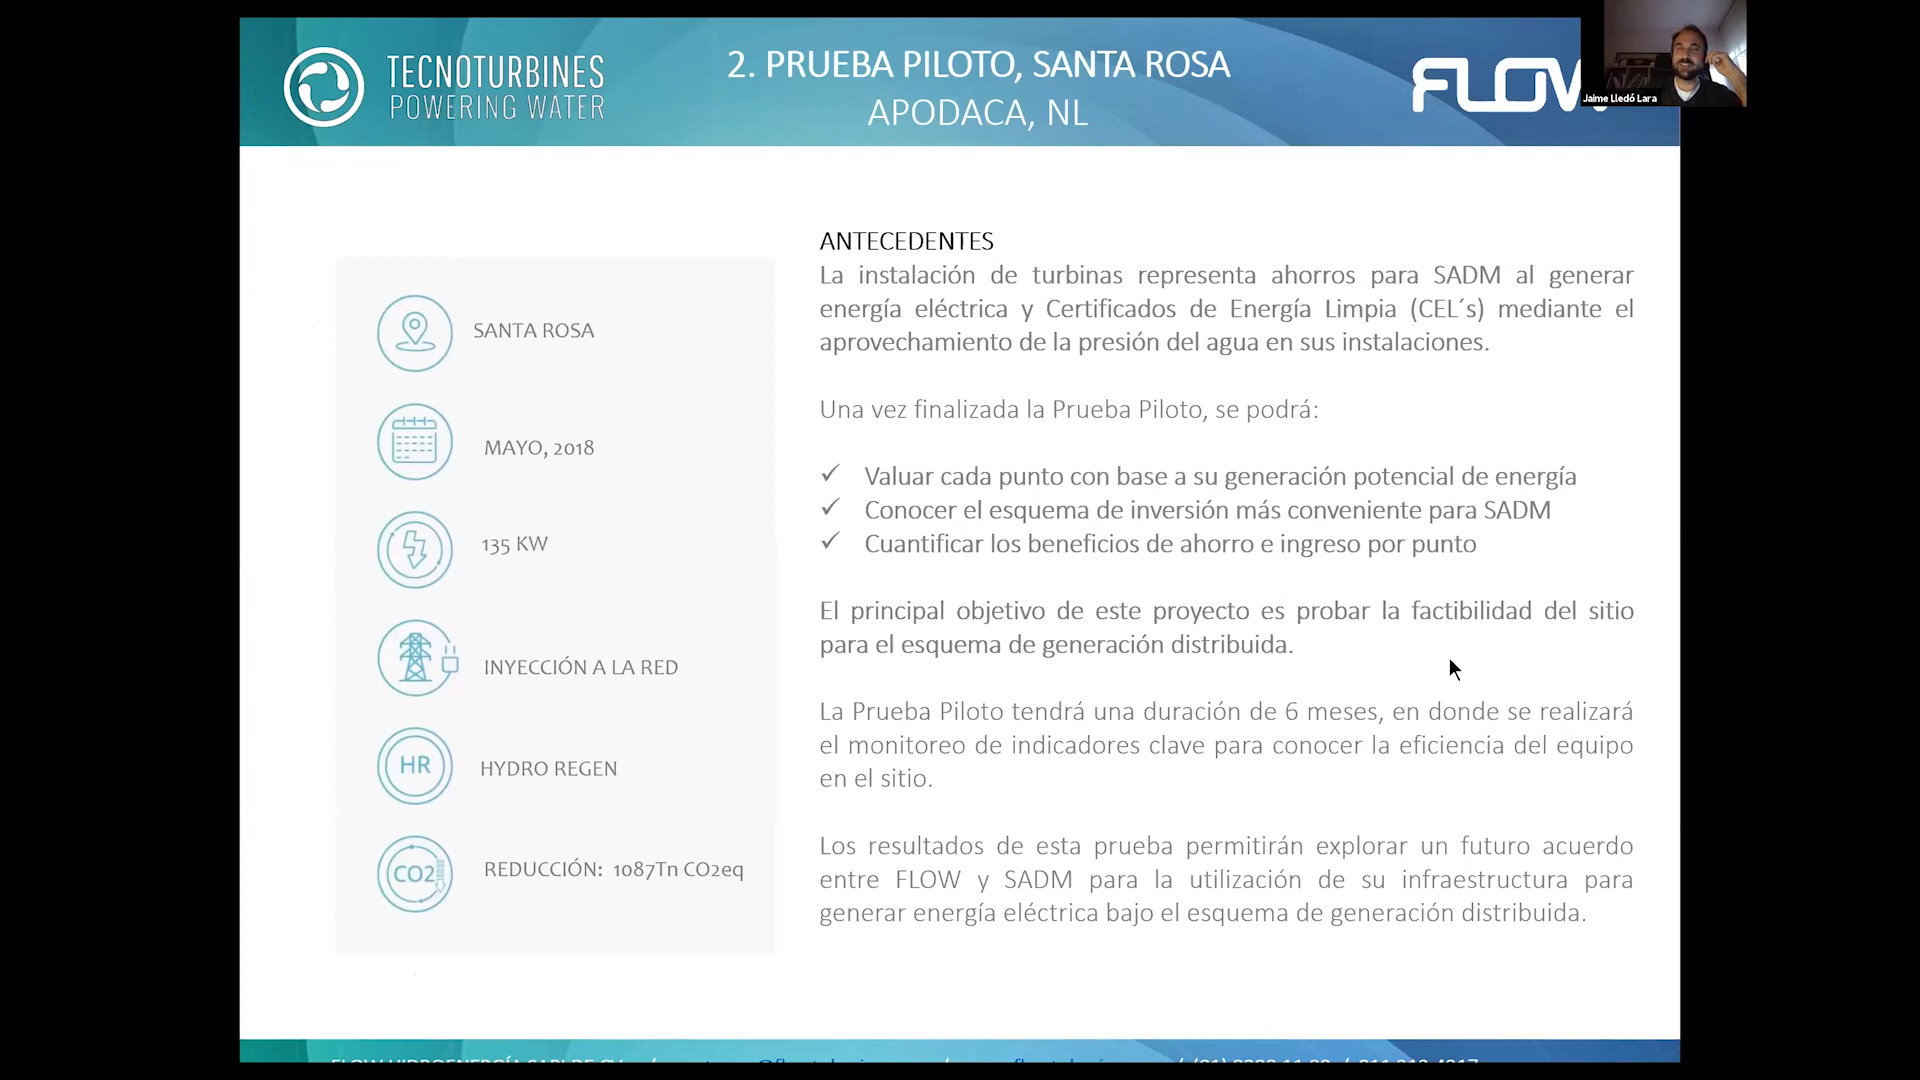 TECNOTURBINES
POWERING WATER
2. PRUEBA PILOTO, SANTA ROSA
APODACA, NL
FLOW
Jaime Lledó Lara
SANTA ROSA
MAYO, 2018
135 KW
INYECCIÓN A LA RED
HR
HYDRO REGEN
CO2
REDUCCIÓN: 1087Tn CO2eq
ANTECEDENTES
La instalación de turbinas representa ahorros para SADM al generar
energía eléctrica y Certificados de Energía Limpia (CEL´s) mediante el
aprovechamiento de la presión del agua en sus instalaciones.
Una vez finalizada la Prueba Piloto, se podrá:
✓ Valuar cada punto con base a su generación potencial de energía
✓ Conocer el esquema de inversión más conveniente para SADM
✓ Cuantificar los beneficios de ahorro e ingreso por punto
El principal objetivo de este proyecto es probar la factibilidad del sitio
para el esquema de generación distribuida.
La Prueba Piloto tendrá una duración de 6 meses, en donde se realizará
el monitoreo de indicadores clave para conocer la eficiencia del equipo
en el sitio.
Los resultados de esta prueba permitirán explorar un futuro acuerdo
entre FLOW y SADM para la utilización de su infraestructura para
generar energía eléctrica bajo el esquema de generación distribuida.
FLOW HIDROENERGÍA SAPI DE CV